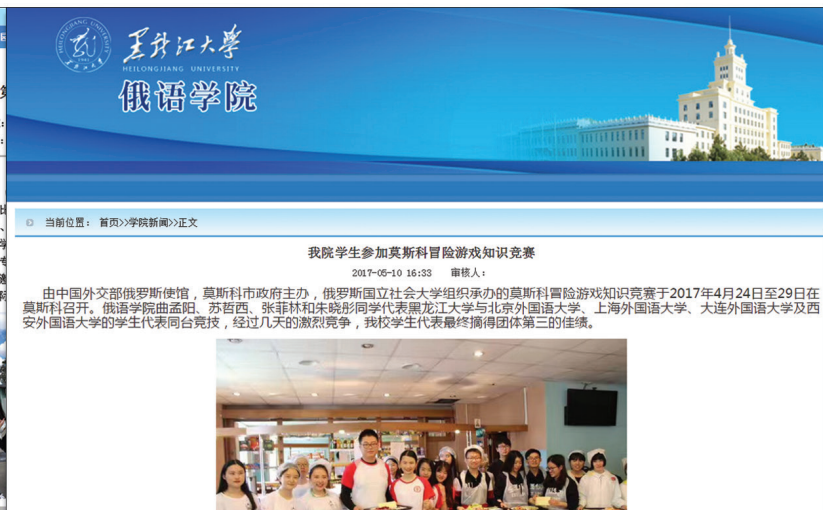 黑龙江大学
HEILONGJIANG UNIVERSITY
俄语学院
当前位置: 首页>>学院新闻>>正文
我院学生参加莫斯科冒险游戏知识竞赛
2017-05-10 16:33 审核人:
由中国外交部俄罗斯使馆，莫斯科市政府主办，俄罗斯国立社会大学组织承办的莫斯科冒险游戏知识竞赛于2017年4月24日至29日在
莫斯科召开。俄语学院曲孟阳、苏哲西、张菲林和朱晓彤同学代表黑龙江大学与北京外国语大学、上海外国语大学、大连外国语大学及西
安外国语大学的学生代表同台竞技，经过几天的激烈竞争，我校学生代表最终摘得团体第三的佳绩。